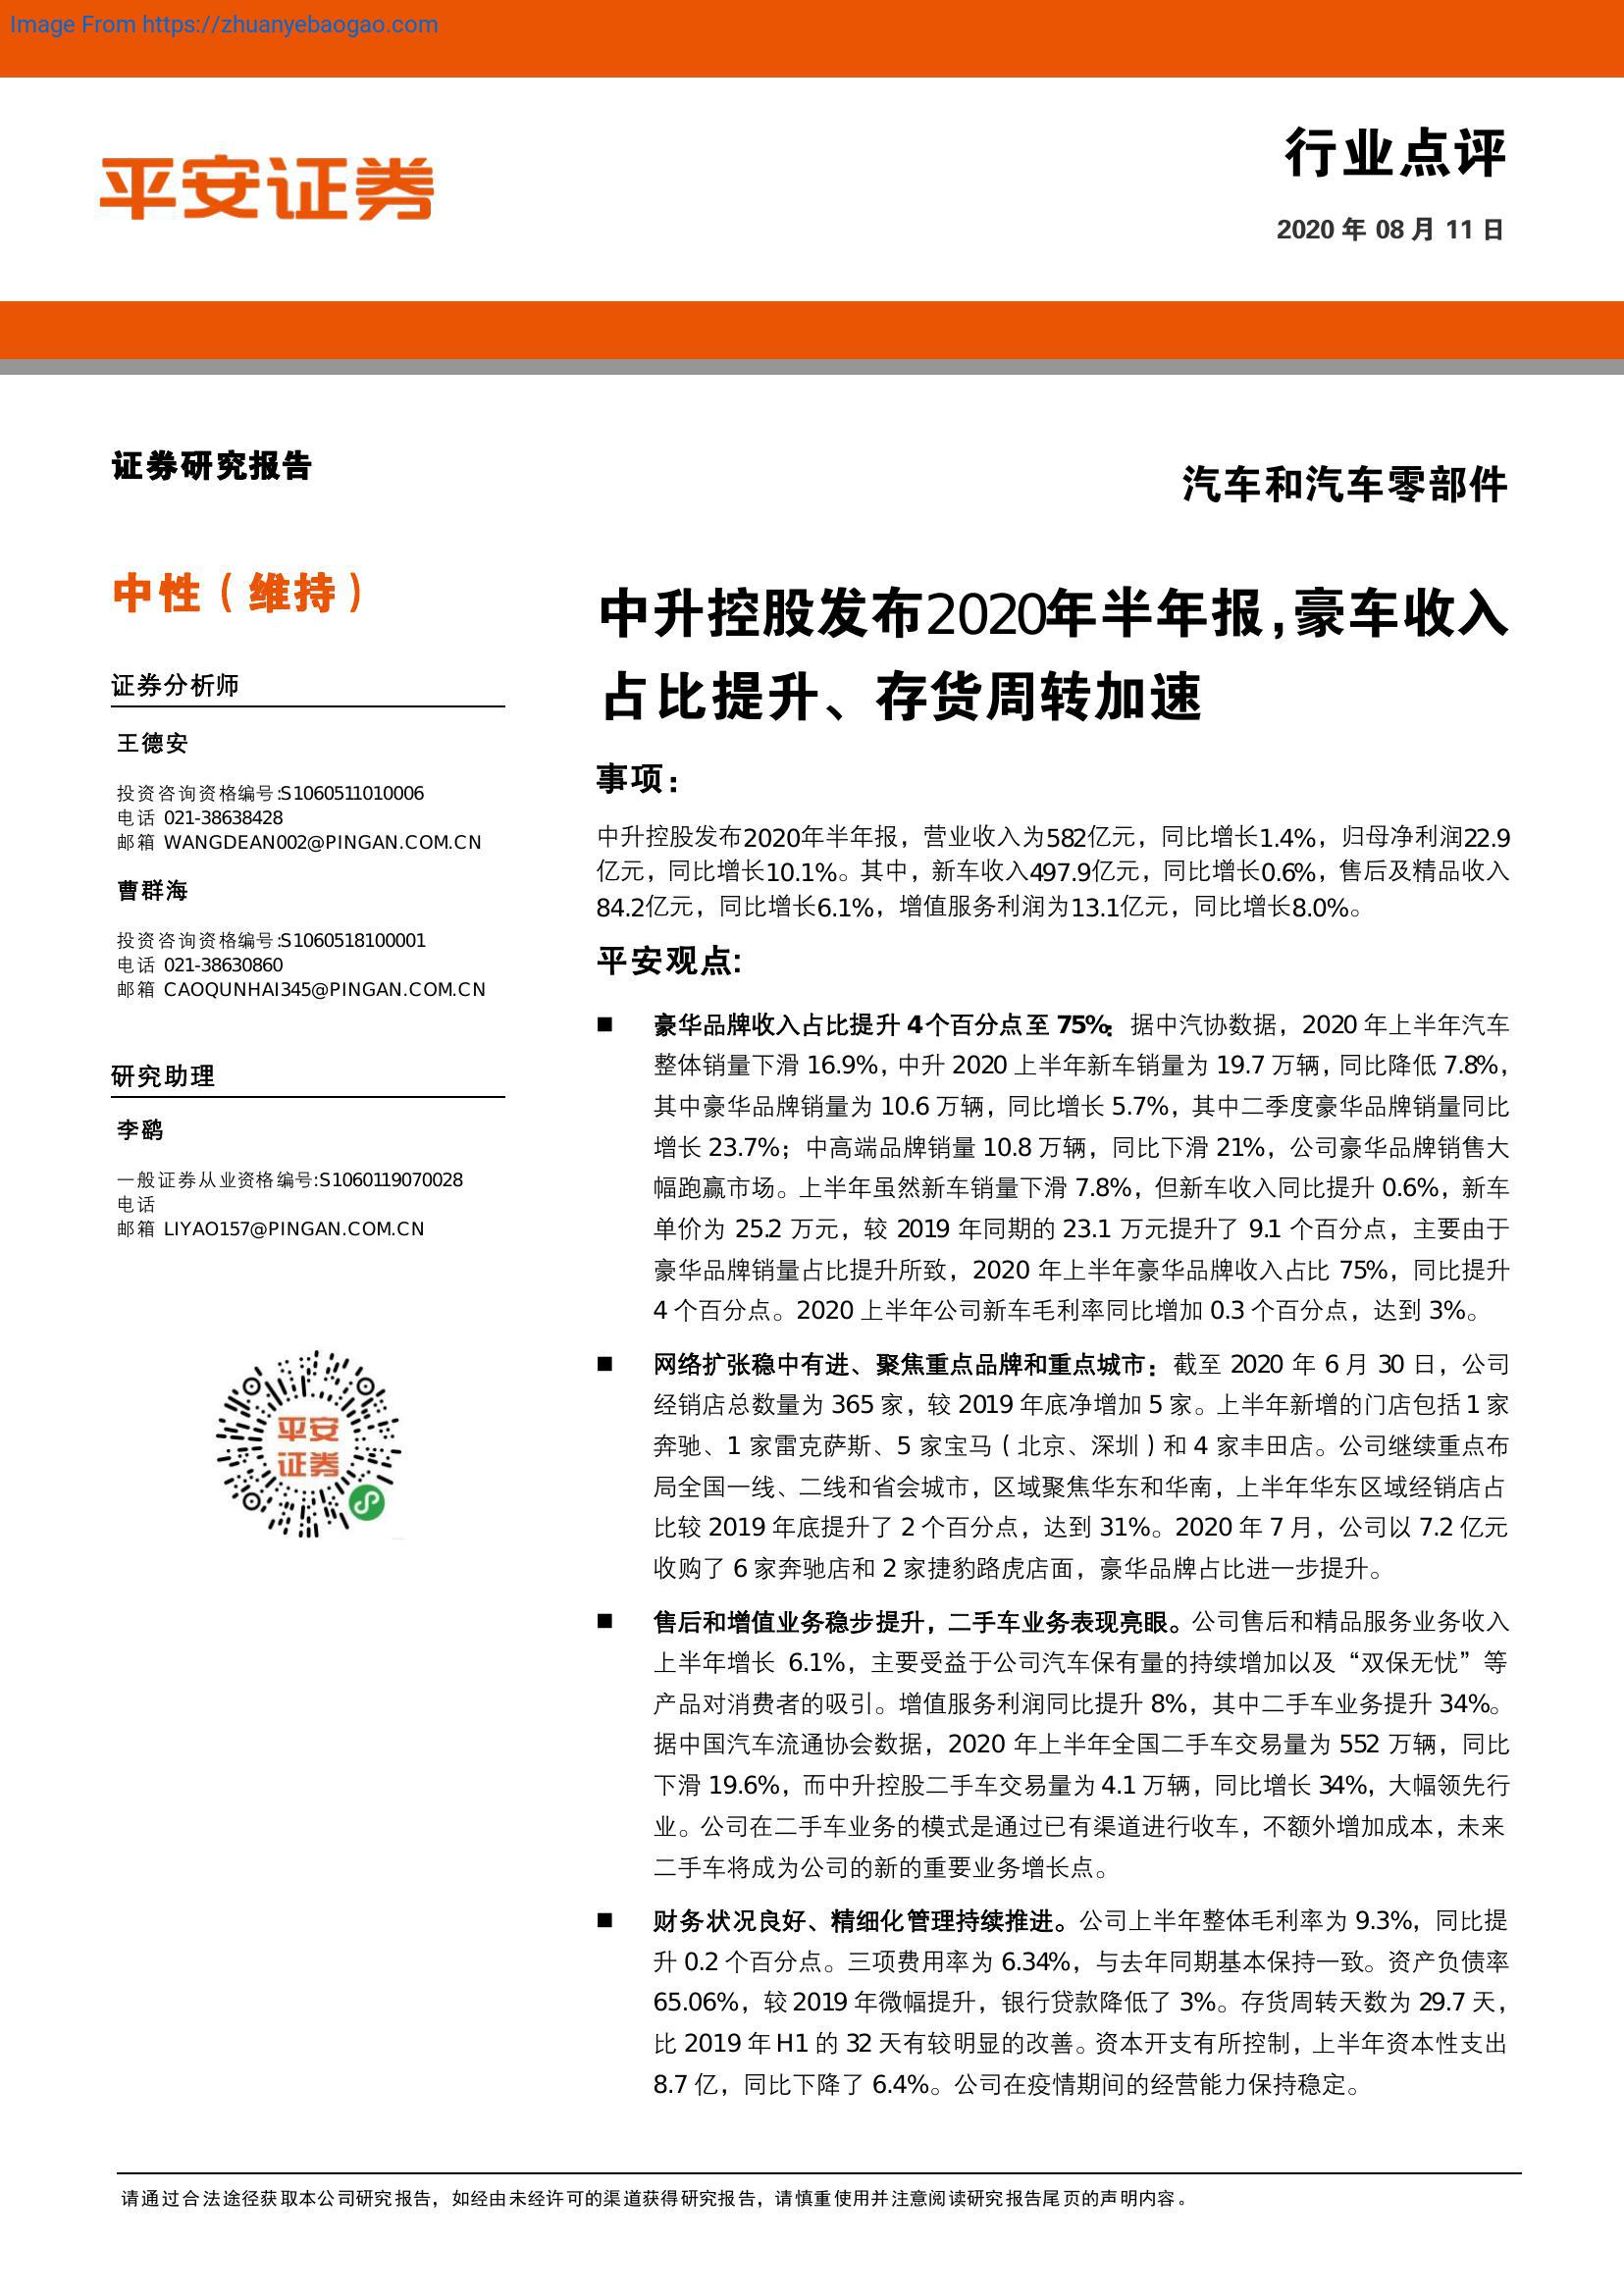 Image From https://zhuanyebaogao.com
平安证券
行业点评
2020 年 08 月 11 日
证券研究报告
汽车和汽车零部件
中性（维持）
证券分析师
王德安
投资咨询资格编号:S1060511010006
电话 021-38638428
邮箱 WANGDEAN002@PINGAN.COM.CN
曹群海
投资咨询资格编号:S1060518100001
电话 021-38630860
邮箱 CAOQUNHAI345@PINGAN.COM.CN
研究助理
李鹞
一般证券从业资格编号:S1060119070028
电话
邮箱 LIYAO157@PINGAN.COM.CN
平安
证券
中升控股发布2020年半年报,豪车收入
占比提升、存货周转加速
事项：
中升控股发布2020年半年报，营业收入为582亿元，同比增长1.4%，归母净利润22.9
亿元，同比增长10.1%。其中，新车收入497.9亿元，同比增长0.6%，售后及精品收入
84.2亿元，同比增长6.1%，增值服务利润为13.1亿元，同比增长8.0%。
平安观点:
■ 豪华品牌收入占比提升 4 个百分点至 75%：据中汽协数据，2020 年上半年汽车
整体销量下滑 16.9%，中升 2020 上半年新车销量为 19.7 万辆，同比降低 7.8%，
其中豪华品牌销量为 10.6 万辆，同比增长 5.7%，其中二季度豪华品牌销量同比
增长 23.7%；中高端品牌销量 10.8 万辆，同比下滑 21%，公司豪华品牌销售大
幅跑赢市场。上半年虽然新车销量下滑 7.8%，但新车收入同比提升 0.6%，新车
单价为 25.2 万元，较 2019 年同期的 23.1 万元提升了 9.1 个百分点，主要由于
豪华品牌销量占比提升所致，2020 年上半年豪华品牌收入占比 75%，同比提升
4 个百分点。2020 上半年公司新车毛利率同比增加 0.3 个百分点，达到 3%。
■ 网络扩张稳中有进、聚焦重点品牌和重点城市：截至 2020 年 6 月 30 日，公司
经销店总数量为 365 家，较 2019 年底净增加 5 家。上半年新增的门店包括 1 家
奔驰、1 家雷克萨斯、5 家宝马（北京、深圳）和 4 家丰田店。公司继续重点布
局全国一线、二线和省会城市，区域聚焦华东和华南，上半年华东区域经销店占
比较 2019 年底提升了 2 个百分点，达到 31%。2020 年 7 月，公司以 7.2 亿元
收购了 6 家奔驰店和 2 家捷豹路虎店面，豪华品牌占比进一步提升。
■ 售后和增值业务稳步提升，二手车业务表现亮眼。公司售后和精品服务业务收入
上半年增长 6.1%，主要受益于公司汽车保有量的持续增加以及“双保无忧”等
产品对消费者的吸引。增值服务利润同比提升 8%，其中二手车业务提升 34%。
据中国汽车流通协会数据，2020 年上半年全国二手车交易量为 552 万辆，同比
下滑 19.6%，而中升控股二手车交易量为 4.1 万辆，同比增长 34%，大幅领先行
业。公司在二手车业务的模式是通过已有渠道进行收车，不额外增加成本，未来
二手车将成为公司的新的重要业务增长点。
■ 财务状况良好、精细化管理持续推进。公司上半年整体毛利率为 9.3%，同比提
升 0.2 个百分点。三项费用率为 6.34%，与去年同期基本保持一致。资产负债率
65.06%，较 2019 年微幅提升，银行贷款降低了 3%。存货周转天数为 29.7 天，
比 2019 年 H1 的 32 天有较明显的改善。资本开支有所控制，上半年资本性支出
8.7 亿，同比下降了 6.4%。公司在疫情期间的经营能力保持稳定。
请通过合法途径获取本公司研究报告，如经由未经许可的渠道获得研究报告，请慎重使用并注意阅读研究报告尾页的声明内容。